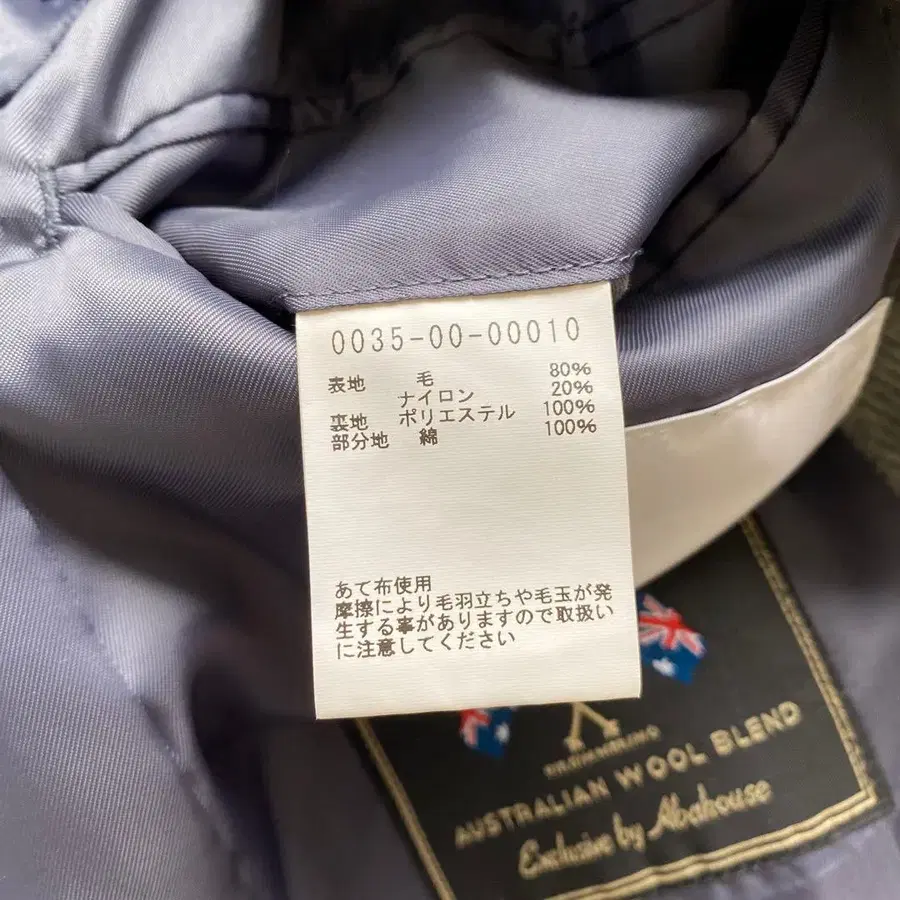 0035-00-00010
表地 毛 80%
ナイロン 20%
裏地 ポリエステル 100%
部分地 綿 100%
あて布使用
摩擦により毛羽立ちや毛玉が発
生する事がありますので取扱い
に注意してください
AUSTRALIAN WOOL BLEND
Exclusive by Abahouse